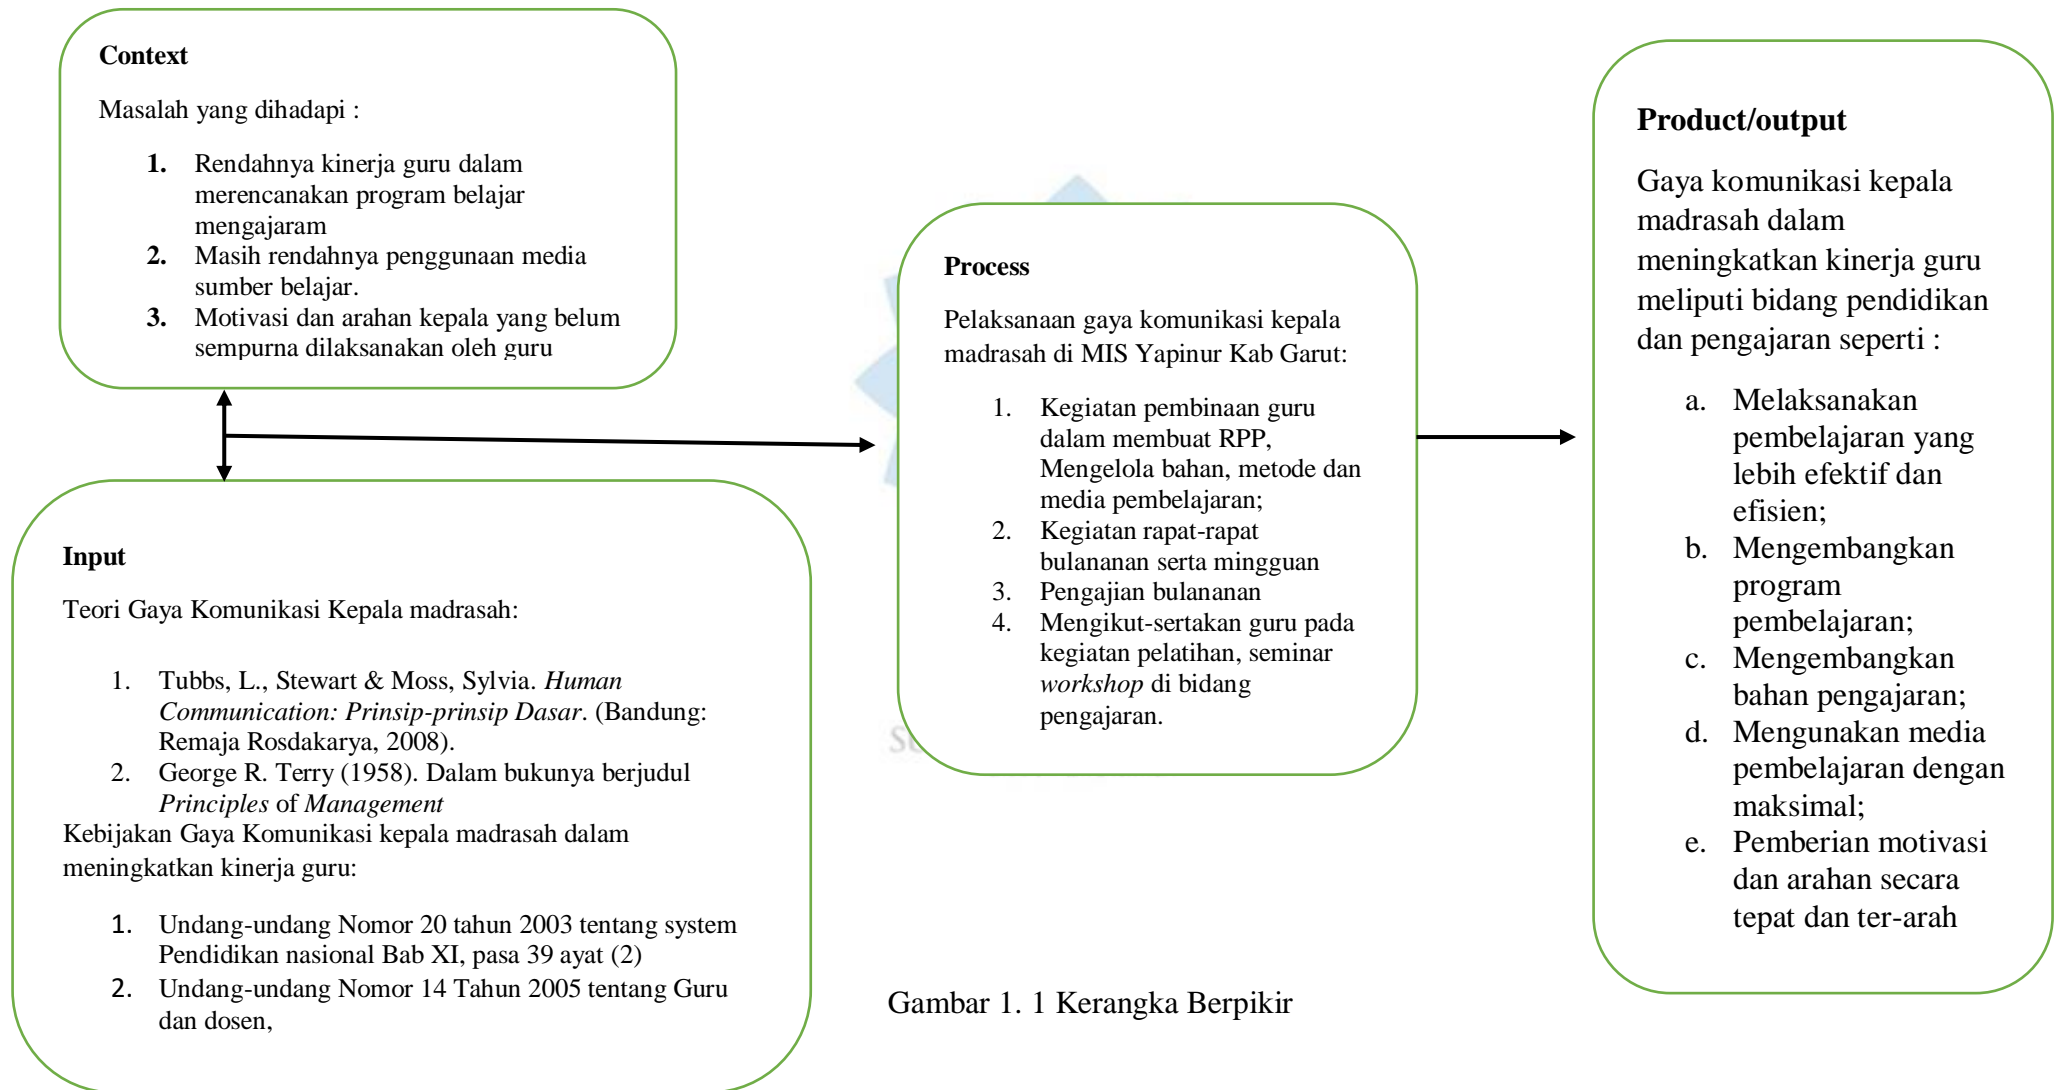 Context
Masalah yang dihadapi :
1. Rendahnya kinerja guru dalam
merencanakan program belajar
mengajaram
2. Masih rendahnya penggunaan media
sumber belajar.
3. Motivasi dan arahan kepala yang belum
sempurna dilaksanakan oleh guru
Input
Teori Gaya Komunikasi Kepala madrasah:
1. Tubbs, L., Stewart & Moss, Sylvia. Human
Communication: Prinsip-prinsip Dasar. (Bandung:
Remaja Rosdakarya, 2008).
2. George R. Terry (1958). Dalam bukunya berjudul
Principles of Management
Kebijakan Gaya Komunikasi kepala madrasah dalam
meningkatkan kinerja guru:
1. Undang-undang Nomor 20 tahun 2003 tentang system
Pendidikan nasional Bab XI, pasa 39 ayat (2)
2. Undang-undang Nomor 14 Tahun 2005 tentang Guru
dan dosen,
Process
Pelaksanaan gaya komunikasi kepala
madrasah di MIS Yapinur Kab Garut:
1. Kegiatan pembinaan guru
dalam membuat RPP,
Mengelola bahan, metode dan
media pembelajaran;
2. Kegiatan rapat-rapat
bulananan serta mingguan
3. Pengajian bulananan
4. Mengikut-sertakan guru pada
kegiatan pelatihan, seminar
workshop di bidang
pengajaran.
Product/output
Gaya komunikasi kepala
madrasah dalam
meningkatkan kinerja guru
meliputi bidang pendidikan
dan pengajaran seperti :
a. Melaksanakan
pembelajaran yang
lebih efektif dan
efisien;
b. Mengembangkan
program
pembelajaran;
c. Mengembangkan
bahan pengajaran;
d. Mengunakan media
pembelajaran dengan
maksimal;
e. Pemberian motivasi
dan arahan secara
tepat dan ter-arah
Gambar 1. 1 Kerangka Berpikir